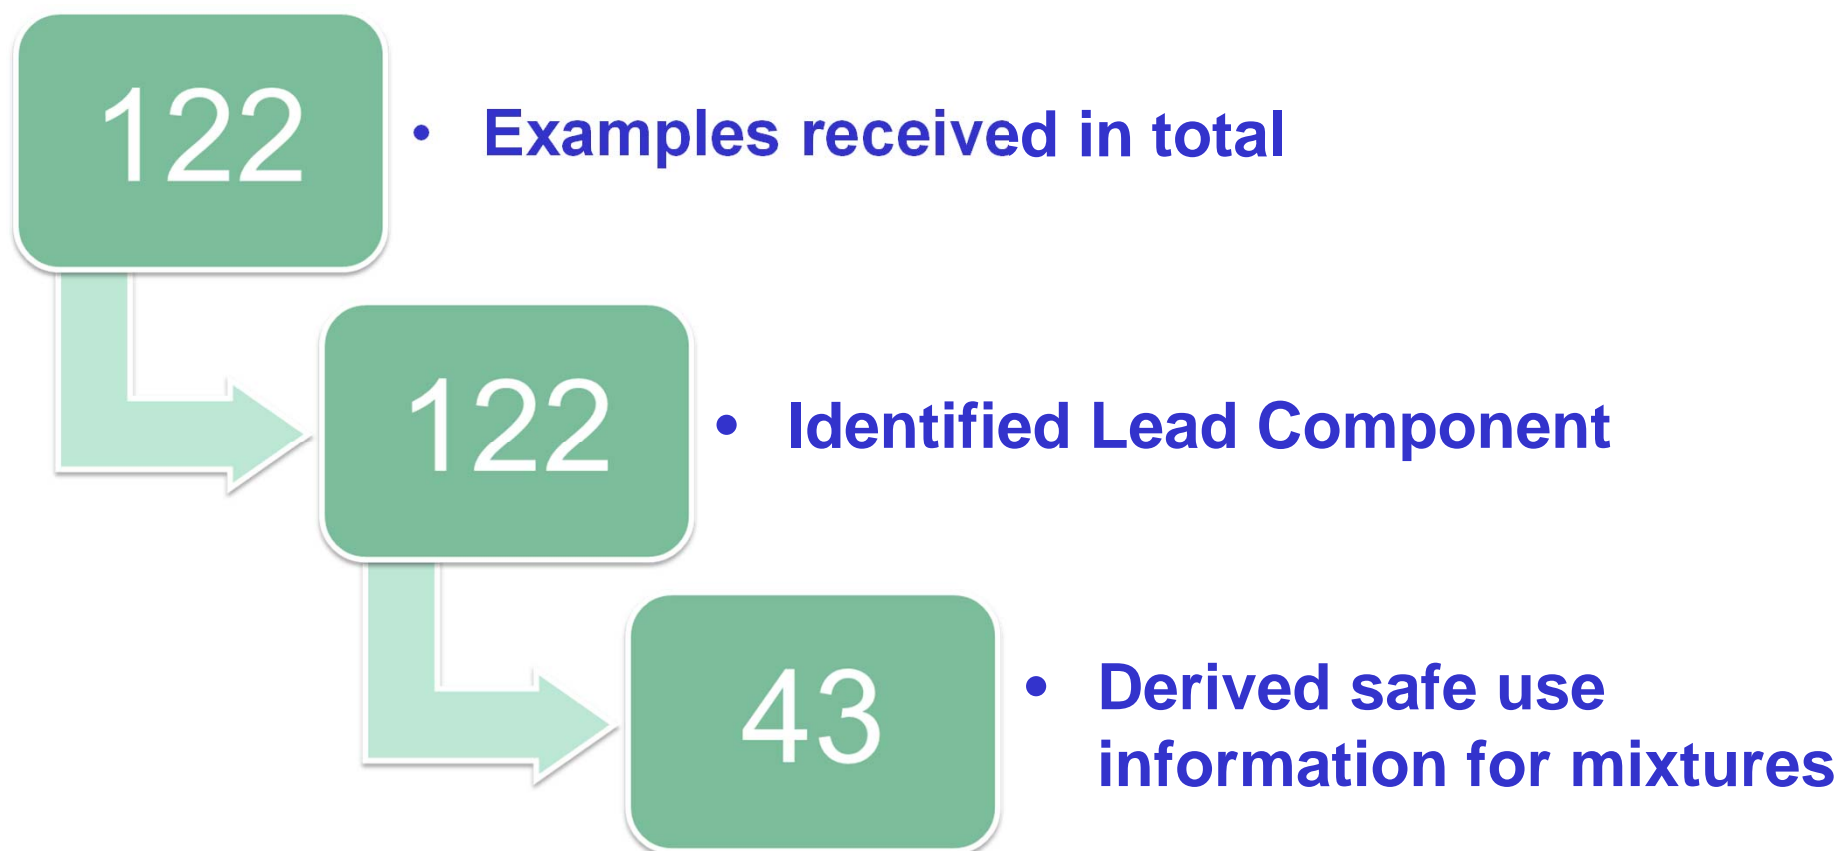 122
• Examples received in total
122
• Identified Lead Component
43
• Derived safe use
information for mixtures